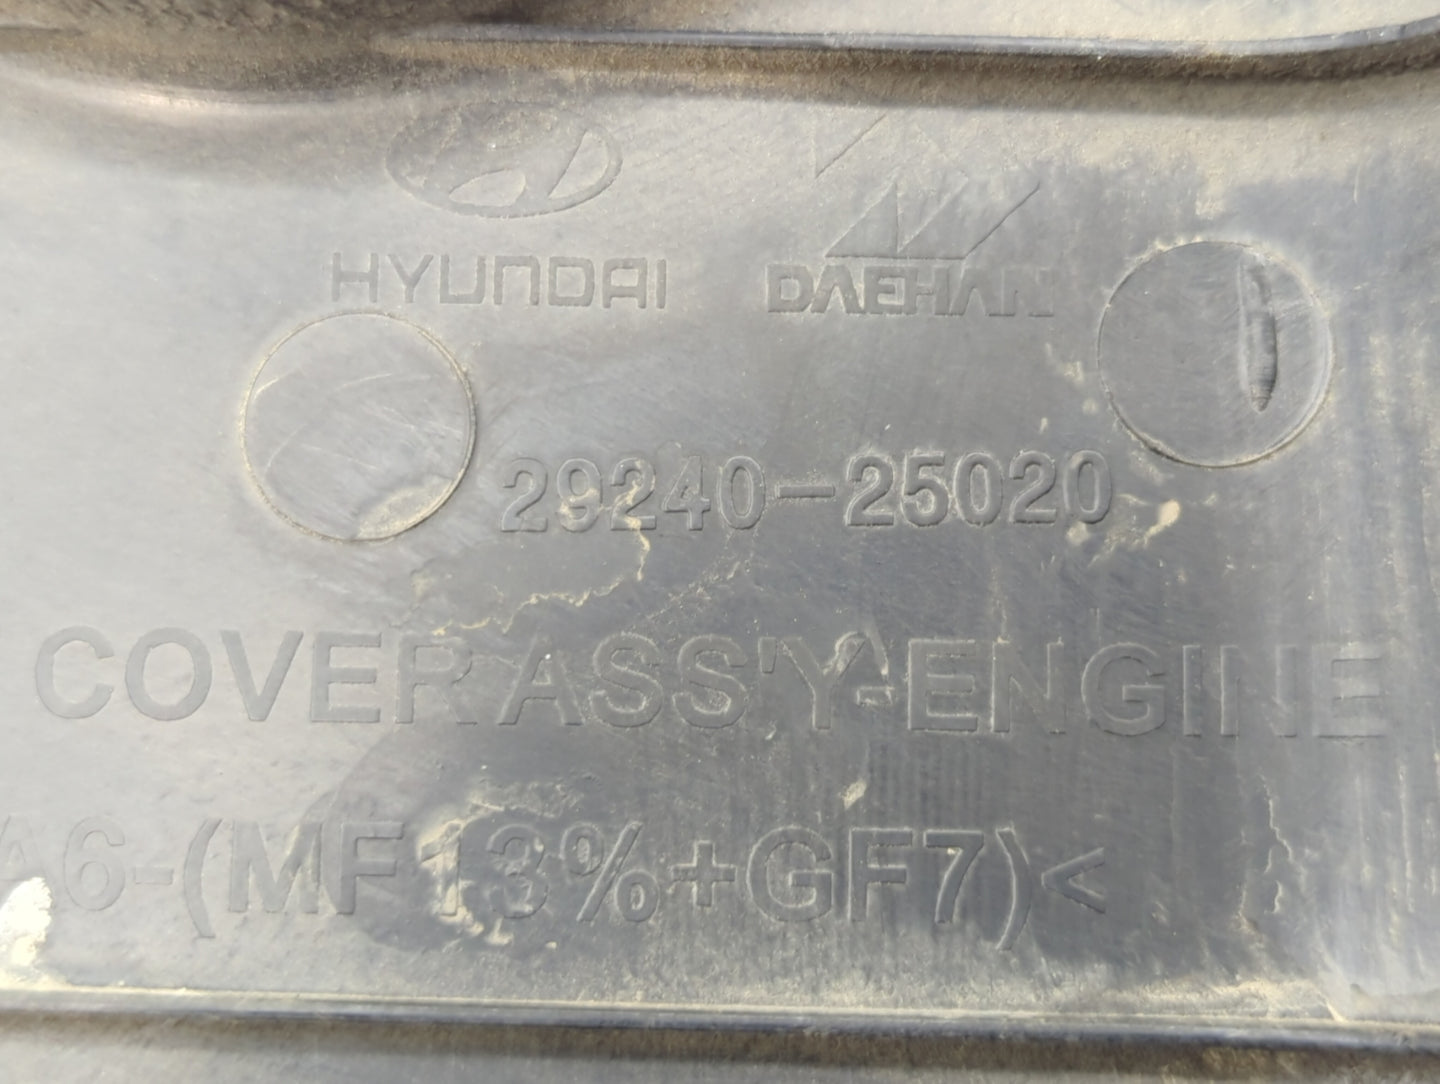 HYUNDAI DAEHAN
29240-25020
COVER ASS'Y-ENGINE
A6-(MF13%+GF7)<